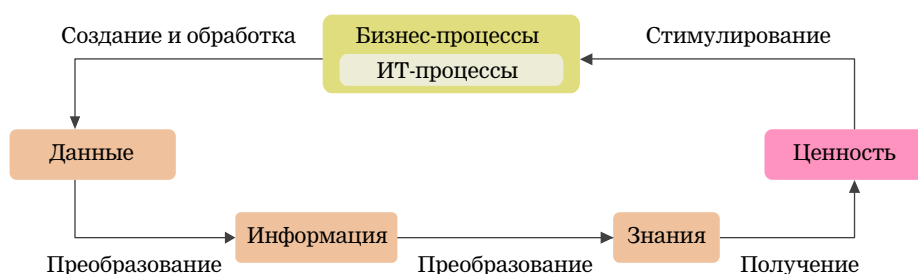 Создание и обработка
Бизнес-процессы
Стимулирование
ИТ-процессы
Данные
Ценность
Информация
Знания
Преобразование
Преобразование
Получение